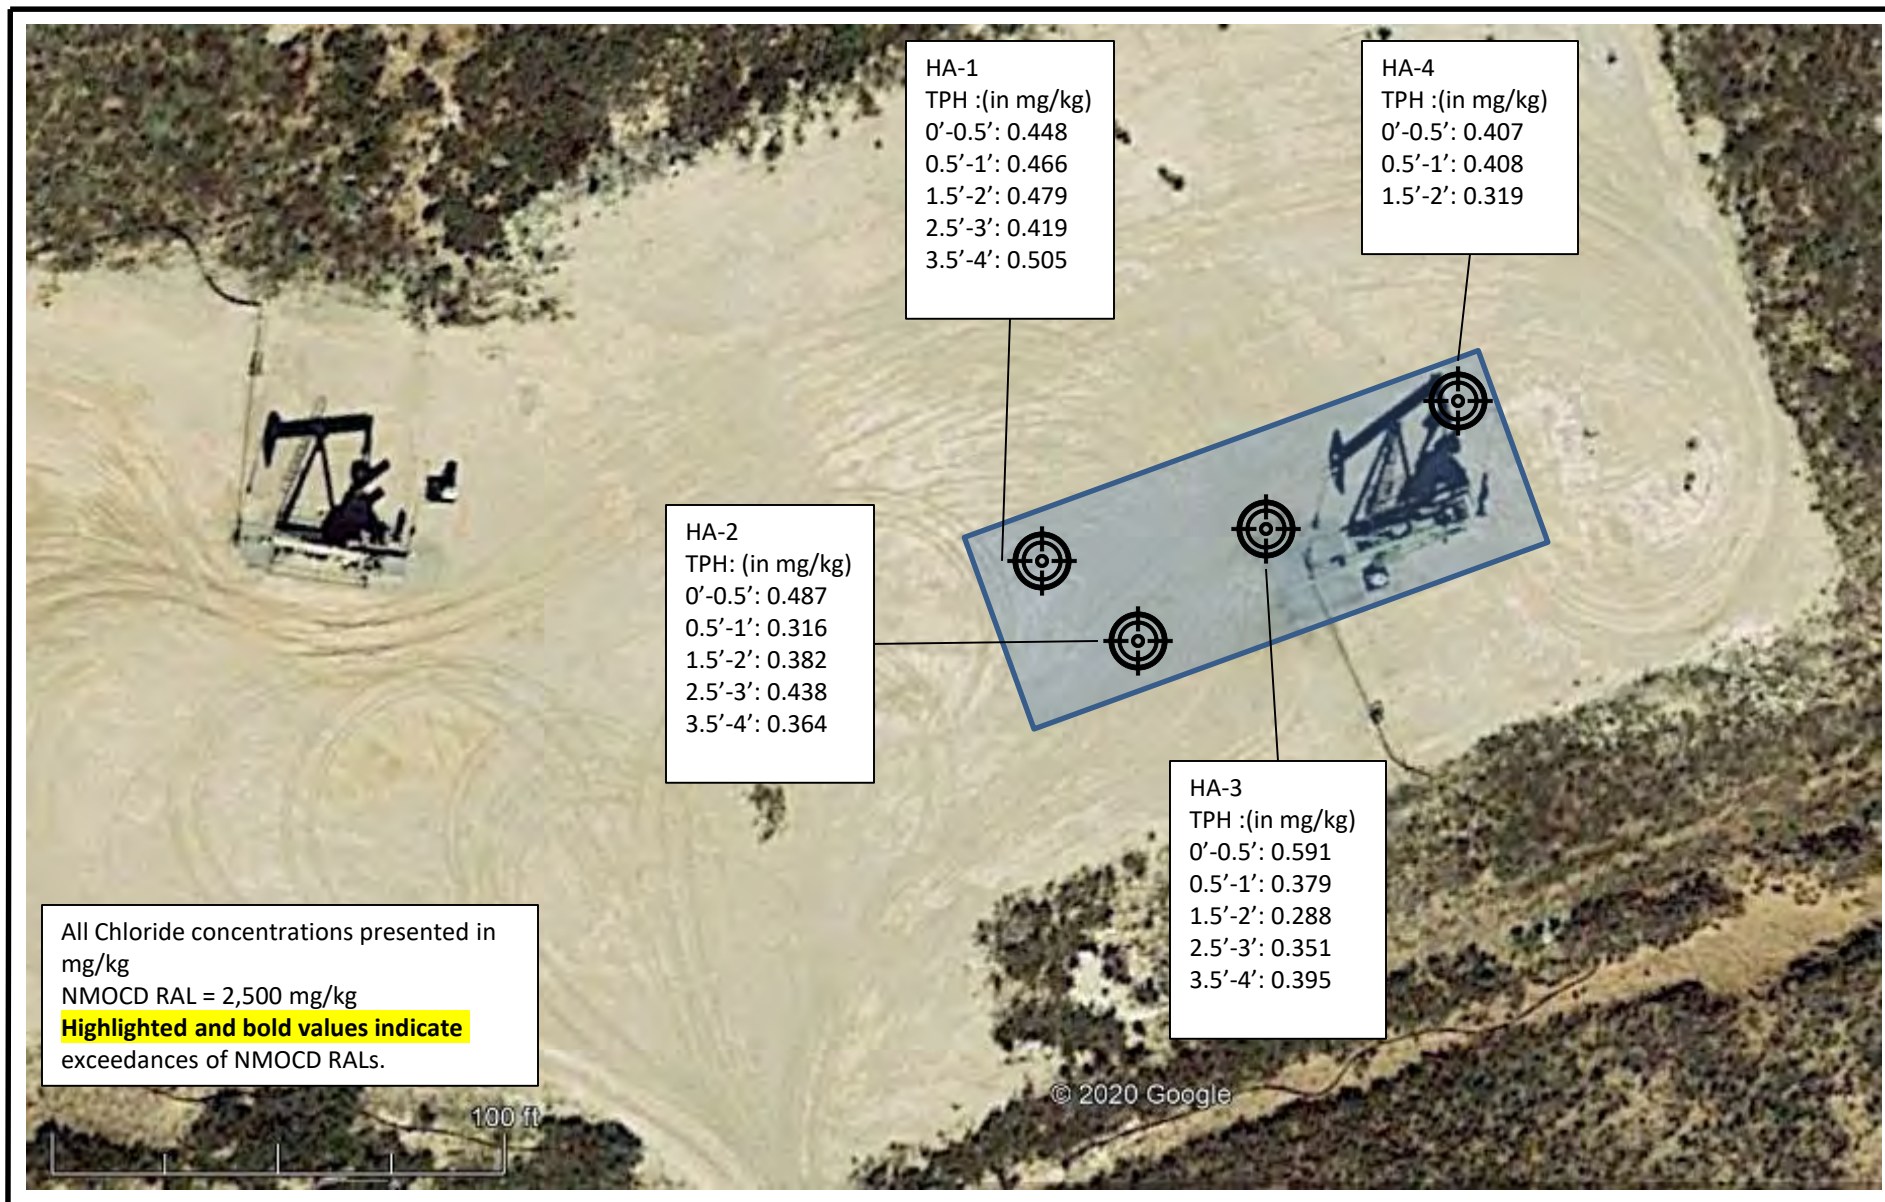 HA-1
TPH :(in mg/kg)
0’-0.5’: 0.448
0.5’-1’: 0.466
1.5’-2’: 0.479
2.5’-3’: 0.419
3.5’-4’: 0.505
HA-4
TPH :(in mg/kg)
0’-0.5’: 0.407
0.5’-1’: 0.408
1.5’-2’: 0.319
HA-2
TPH: (in mg/kg)
0’-0.5’: 0.487
0.5’-1’: 0.316
1.5’-2’: 0.382
2.5’-3’: 0.438
3.5’-4’: 0.364
HA-3
TPH :(in mg/kg)
0’-0.5’: 0.591
0.5’-1’: 0.379
1.5’-2’: 0.288
2.5’-3’: 0.351
3.5’-4’: 0.395
All Chloride concentrations presented in
mg/kg
NMOCD RAL = 2,500 mg/kg
Highlighted and bold values indicate
exceedances of NMOCD RALs.
100 ft
© 2020 Google